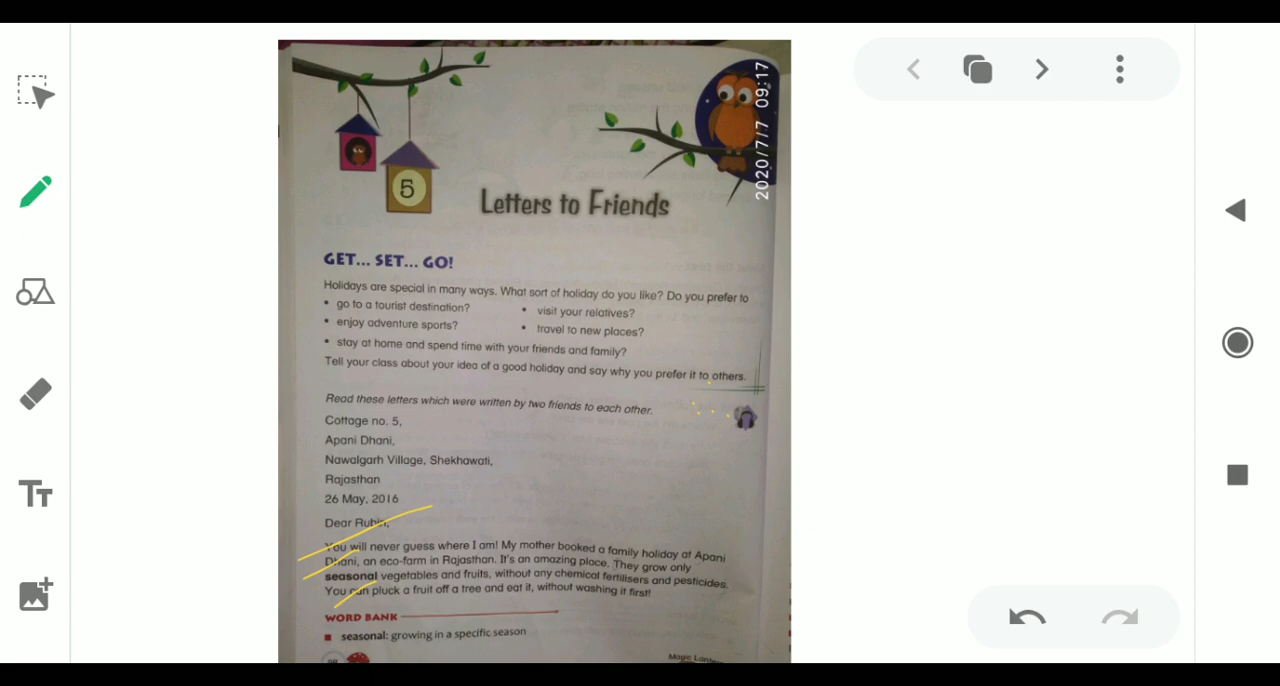 2020/7/7 09:17
5
Letters to Friends
GET... SET... GO!
Holidays are special in many ways. What sort of holiday do you like? Do you prefer to
• go to a tourist destination?
• visit your relatives?
• enjoy adventure sports?
• travel to new places?
• stay at home and spend time with your friends and family?
Tell your class about your idea of a good holiday and say why you prefer it to others.
Read these letters which were written by two friends to each other.
Cottage no. 5,
Apani Dhani,
Nawalgarh Village, Shekhawati,
Rajasthan
26 May, 2016
Dear Rubin,
You will never guess where I am! My mother booked a family holiday at Apani
Dhani, an eco-farm in Rajasthan. It's an amazing place. They grow only
seasonal vegetables and fruits, without any chemical fertilisers and pesticides.
You can pluck a fruit off a tree and eat it, without washing it first!
WORD BANK
■ seasonal: growing in a specific season
Magic
TT